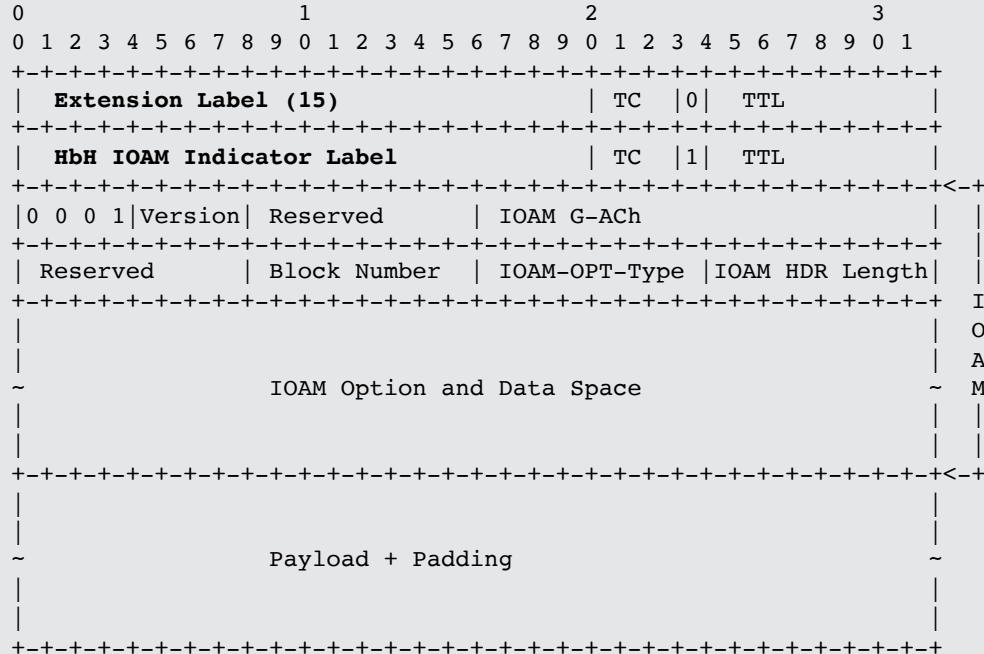 0                   1                   2                   3
0 1 2 3 4 5 6 7 8 9 0 1 2 3 4 5 6 7 8 9 0 1 2 3 4 5 6 7 8 9 0 1
+-+-+-+-+-+-+-+-+-+-+-+-+-+-+-+-+-+-+-+-+-+-+-+-+-+-+-+-+-+-+-+-+
|  Extension Label (15)                 | TC  |0|  TTL          |
+-+-+-+-+-+-+-+-+-+-+-+-+-+-+-+-+-+-+-+-+-+-+-+-+-+-+-+-+-+-+-+-+
|  HbH IOAM Indicator Label             | TC  |1|  TTL          |
+-+-+-+-+-+-+-+-+-+-+-+-+-+-+-+-+-+-+-+-+-+-+-+-+-+-+-+-+-+-+-+-+<-+
|0 0 0 1|Version| Reserved      | IOAM G-ACh                    |  |
+-+-+-+-+-+-+-+-+-+-+-+-+-+-+-+-+-+-+-+-+-+-+-+-+-+-+-+-+-+-+-+-+  |
| Reserved      | Block Number  | IOAM-OPT-Type |IOAM HDR Length|  |
+-+-+-+-+-+-+-+-+-+-+-+-+-+-+-+-+-+-+-+-+-+-+-+-+-+-+-+-+-+-+-+-+  I
|                                                               |  O
|                                                               |  A
~                 IOAM Option and Data Space                    ~  M
|                                                               |  |
|                                                               |  |
+-+-+-+-+-+-+-+-+-+-+-+-+-+-+-+-+-+-+-+-+-+-+-+-+-+-+-+-+-+-+-+-+<-+
|                                                               |
|                                                               |
~                 Payload + Padding                             ~
|                                                               |
|                                                               |
+-+-+-+-+-+-+-+-+-+-+-+-+-+-+-+-+-+-+-+-+-+-+-+-+-+-+-+-+-+-+-+-+